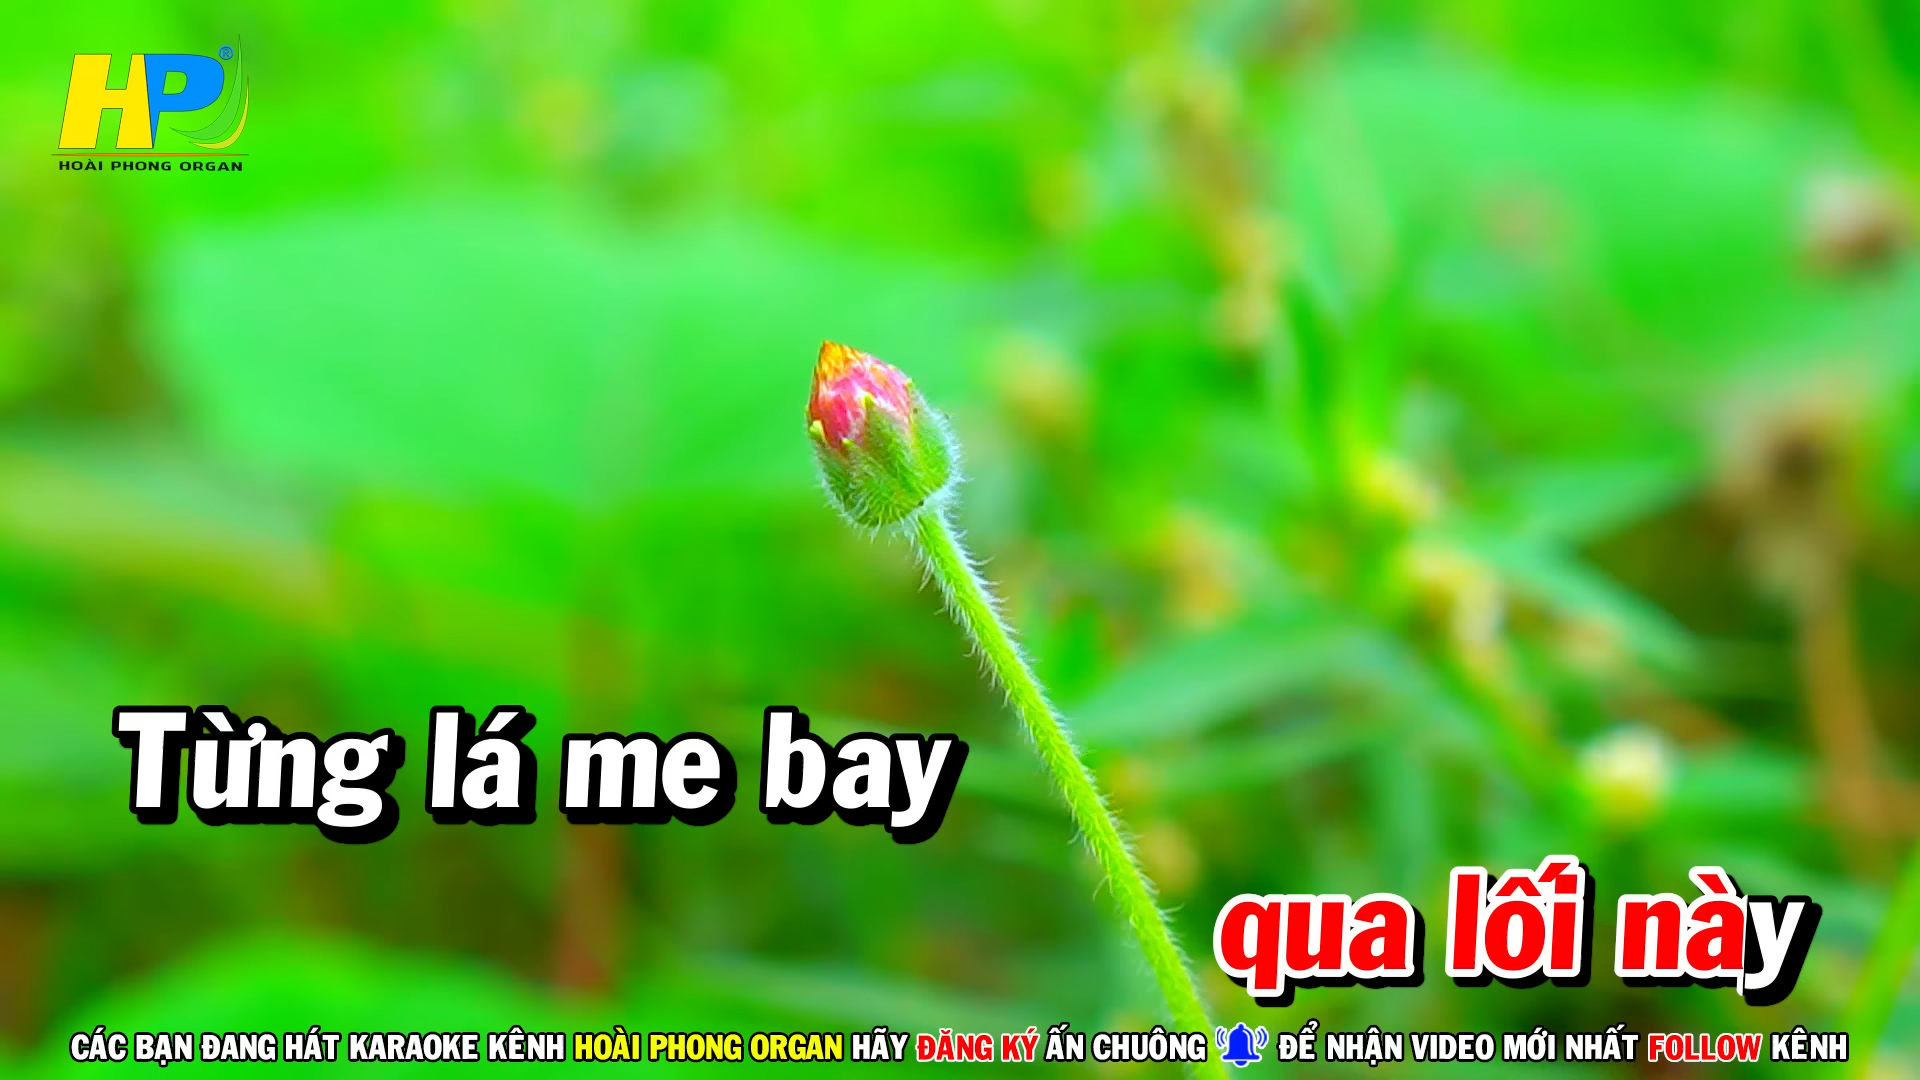 HP®
HOÀI PHONG ORGAN
Từng lá me bay
qua lối này
CÁC BẠN ĐANG HÁT KARAOKE KÊNH HOÀI PHONG ORGAN HÃY ĐĂNG KÝ ẤN CHUÔNG ĐỂ NHẬN VIDEO MỚI NHẤT FOLLOW KÊNH